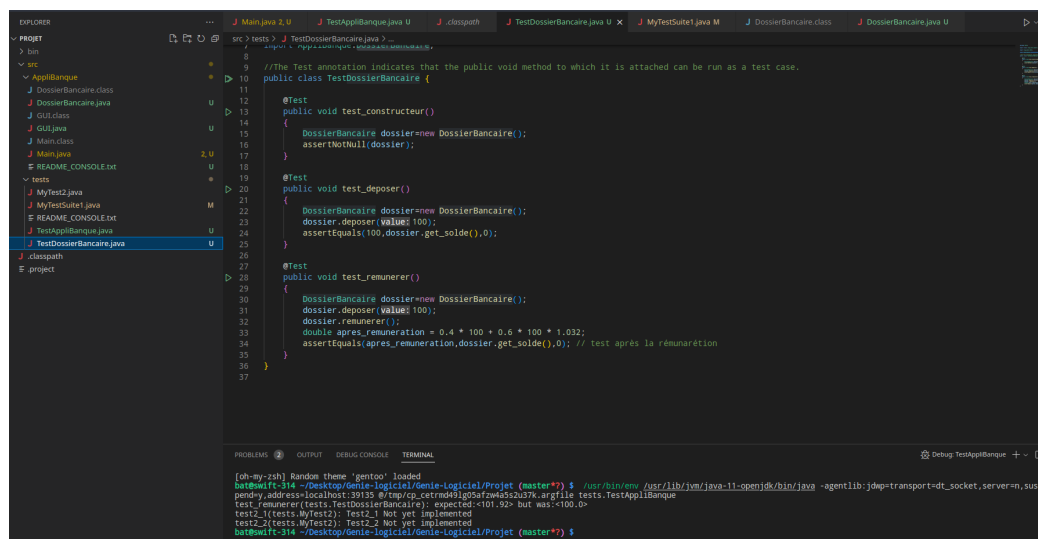 EXPLORER
PROJET
bin
src
AppliBanque
DossierBancaire.class
DossierBancaire.java U
GUI.class
GUI.java U
Main.class
Main.java 2, U
README_CONSOLE.txt U
tests
MyTest2.java
MyTestSuite1.java M
README_CONSOLE.txt
TestAppliBanque.java U
TestDossierBancaire.java U
.classpath
.project
Main.java 2, U TestAppliBanque.java U .classpath TestDossierBancaire.java U MyTestSuite1.java M DossierBancaire.class DossierBancaire.java U
src > tests > TestDossierBancaire.java > ...
7 import AppliBanque.DossierBancaire;
8
9 //The Test annotation indicates that the public void method to which it is attached can be run as a test case.
10 public class TestDossierBancaire {
11
12 @Test
13 public void test_constructeur()
14 {
15 DossierBancaire dossier=new DossierBancaire();
16 assertNotNull(dossier);
17 }
18
19 @Test
20 public void test_deposer()
21 {
22 DossierBancaire dossier=new DossierBancaire();
23 dossier.deposer(value: 100);
24 assertEquals(100,dossier.get_solde(),0);
25 }
26
27 @Test
28 public void test_remunerer()
29 {
30 DossierBancaire dossier=new DossierBancaire();
31 dossier.deposer(value: 100);
32 dossier.remunerer();
33 double apres_remuneration = 0.4 * 100 + 0.6 * 100 * 1.032;
34 assertEquals(apres_remuneration,dossier.get_solde(),0); // test après la rémunarétion
35 }
36 }
37
PROBLEMS 2 OUTPUT DEBUG CONSOLE TERMINAL
Debug: TestAppliBanque
[oh-my-zsh] Random theme 'gentoo' loaded
bat@swift-314 ~/Desktop/Genie-logiciel/Genie-Logiciel/Projet (master*?) $ /usr/bin/env /usr/lib/jvm/java-11-openjdk/bin/java -agentlib:jdwp=transport=dt_socket,server=n,sus
pend=y,address=localhost:39135 @/tmp/cp_cetrmd49lg05afzw4a5s2u37k.argfile tests.TestAppliBanque
test_remunerer(tests.TestDossierBancaire): expected:<101.92> but was:<100.0>
test2_1(tests.MyTest2): Test2_1 Not yet implemented
test2_2(tests.MyTest2): Test2_2 Not yet implemented
bat@swift-314 ~/Desktop/Genie-logiciel/Genie-Logiciel/Projet (master*?) $